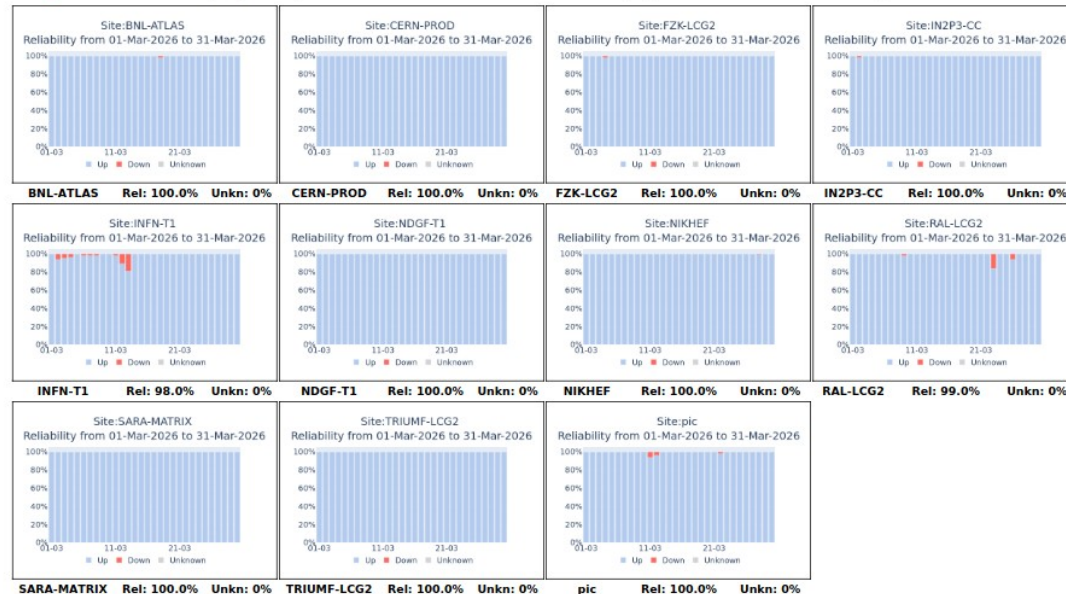 Site:BNL-ATLAS
Reliability from 01-Mar-2026 to 31-Mar-2026
100%
80%
60%
40%
20%
0%
01-03 11-03 21-03
Up Down Unknown
BNL-ATLAS Rel: 100.0% Unkn: 0%
Site:CERN-PROD
Reliability from 01-Mar-2026 to 31-Mar-2026
100%
80%
60%
40%
20%
0%
01-03 11-03 21-03
Up Down Unknown
CERN-PROD Rel: 100.0% Unkn: 0%
Site:FZK-LCG2
Reliability from 01-Mar-2026 to 31-Mar-2026
100%
80%
60%
40%
20%
0%
01-03 11-03 21-03
Up Down Unknown
FZK-LCG2 Rel: 100.0% Unkn: 0%
Site:IN2P3-CC
Reliability from 01-Mar-2026 to 31-Mar-2026
100%
80%
60%
40%
20%
0%
01-03 11-03 21-03
Up Down Unknown
IN2P3-CC Rel: 100.0% Unkn: 0%
Site:INFN-T1
Reliability from 01-Mar-2026 to 31-Mar-2026
100%
80%
60%
40%
20%
0%
01-03 11-03 21-03
Up Down Unknown
INFN-T1 Rel: 98.0% Unkn: 0%
Site:NDGF-T1
Reliability from 01-Mar-2026 to 31-Mar-2026
100%
80%
60%
40%
20%
0%
01-03 11-03 21-03
Up Down Unknown
NDGF-T1 Rel: 100.0% Unkn: 0%
Site:NIKHEF
Reliability from 01-Mar-2026 to 31-Mar-2026
100%
80%
60%
40%
20%
0%
01-03 11-03 21-03
Up Down Unknown
NIKHEF Rel: 100.0% Unkn: 0%
Site:RAL-LCG2
Reliability from 01-Mar-2026 to 31-Mar-2026
100%
80%
60%
40%
20%
0%
01-03 11-03 21-03
Up Down Unknown
RAL-LCG2 Rel: 99.0% Unkn: 0%
Site:SARA-MATRIX
Reliability from 01-Mar-2026 to 31-Mar-2026
100%
80%
60%
40%
20%
0%
01-03 11-03 21-03
Up Down Unknown
SARA-MATRIX Rel: 100.0% Unkn: 0%
Site:TRIUMF-LCG2
Reliability from 01-Mar-2026 to 31-Mar-2026
100%
80%
60%
40%
20%
0%
01-03 11-03 21-03
Up Down Unknown
TRIUMF-LCG2 Rel: 100.0% Unkn: 0%
Site:pic
Reliability from 01-Mar-2026 to 31-Mar-2026
100%
80%
60%
40%
20%
0%
01-03 11-03 21-03
Up Down Unknown
pic Rel: 100.0% Unkn: 0%